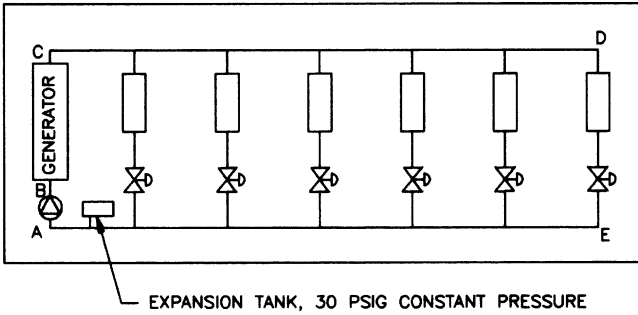 C
D
GENERATOR
B
A
D
D
D
D
D
D
E
EXPANSION TANK, 30 PSIG CONSTANT PRESSURE